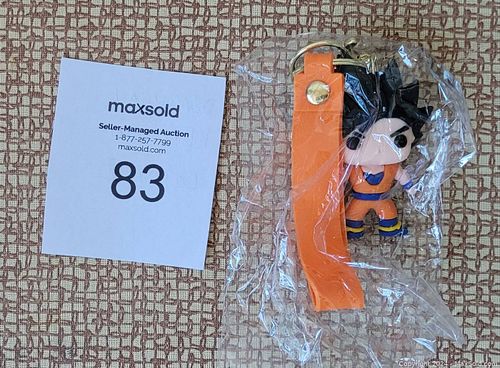 maxsold
Seller-Managed Auction
1-877-257-7799
maxsold.com
83